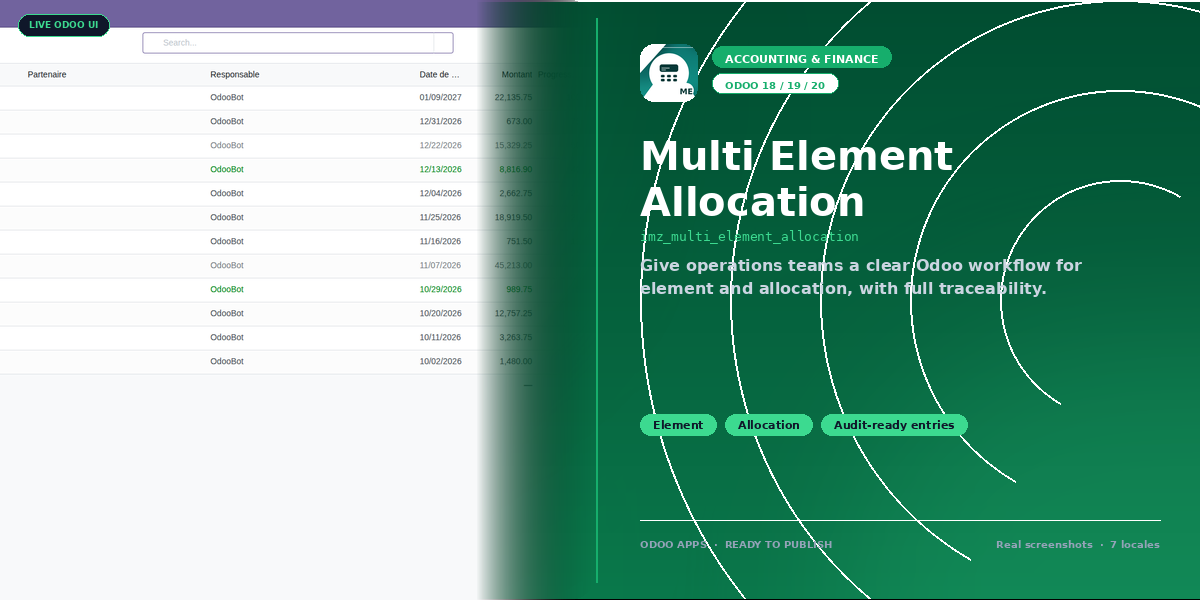 LIVE ODOO UI
Search...
Partenaire Responsable Date de ... Montant
OdooBot 01/09/2027 22,135.75
OdooBot 12/31/2026 673.00
OdooBot 12/22/2026 15,329.25
OdooBot 12/13/2026 8,816.90
OdooBot 12/04/2026 2,662.75
OdooBot 11/25/2026 18,919.50
OdooBot 11/16/2026 751.50
OdooBot 11/07/2026 45,213.00
OdooBot 10/29/2026 989.75
OdooBot 10/20/2026 12,757.25
OdooBot 10/11/2026 3,263.75
OdooBot 10/02/2026 1,480.00
ME
ACCOUNTING & FINANCE
ODOO 18 / 19 / 20
Multi Element
Allocation
imz_multi_element_allocation
Give operations teams a clear Odoo workflow for
element and allocation, with full traceability.
Element Allocation Audit-ready entries
ODOO APPS · READY TO PUBLISH
Real screenshots · 7 locales